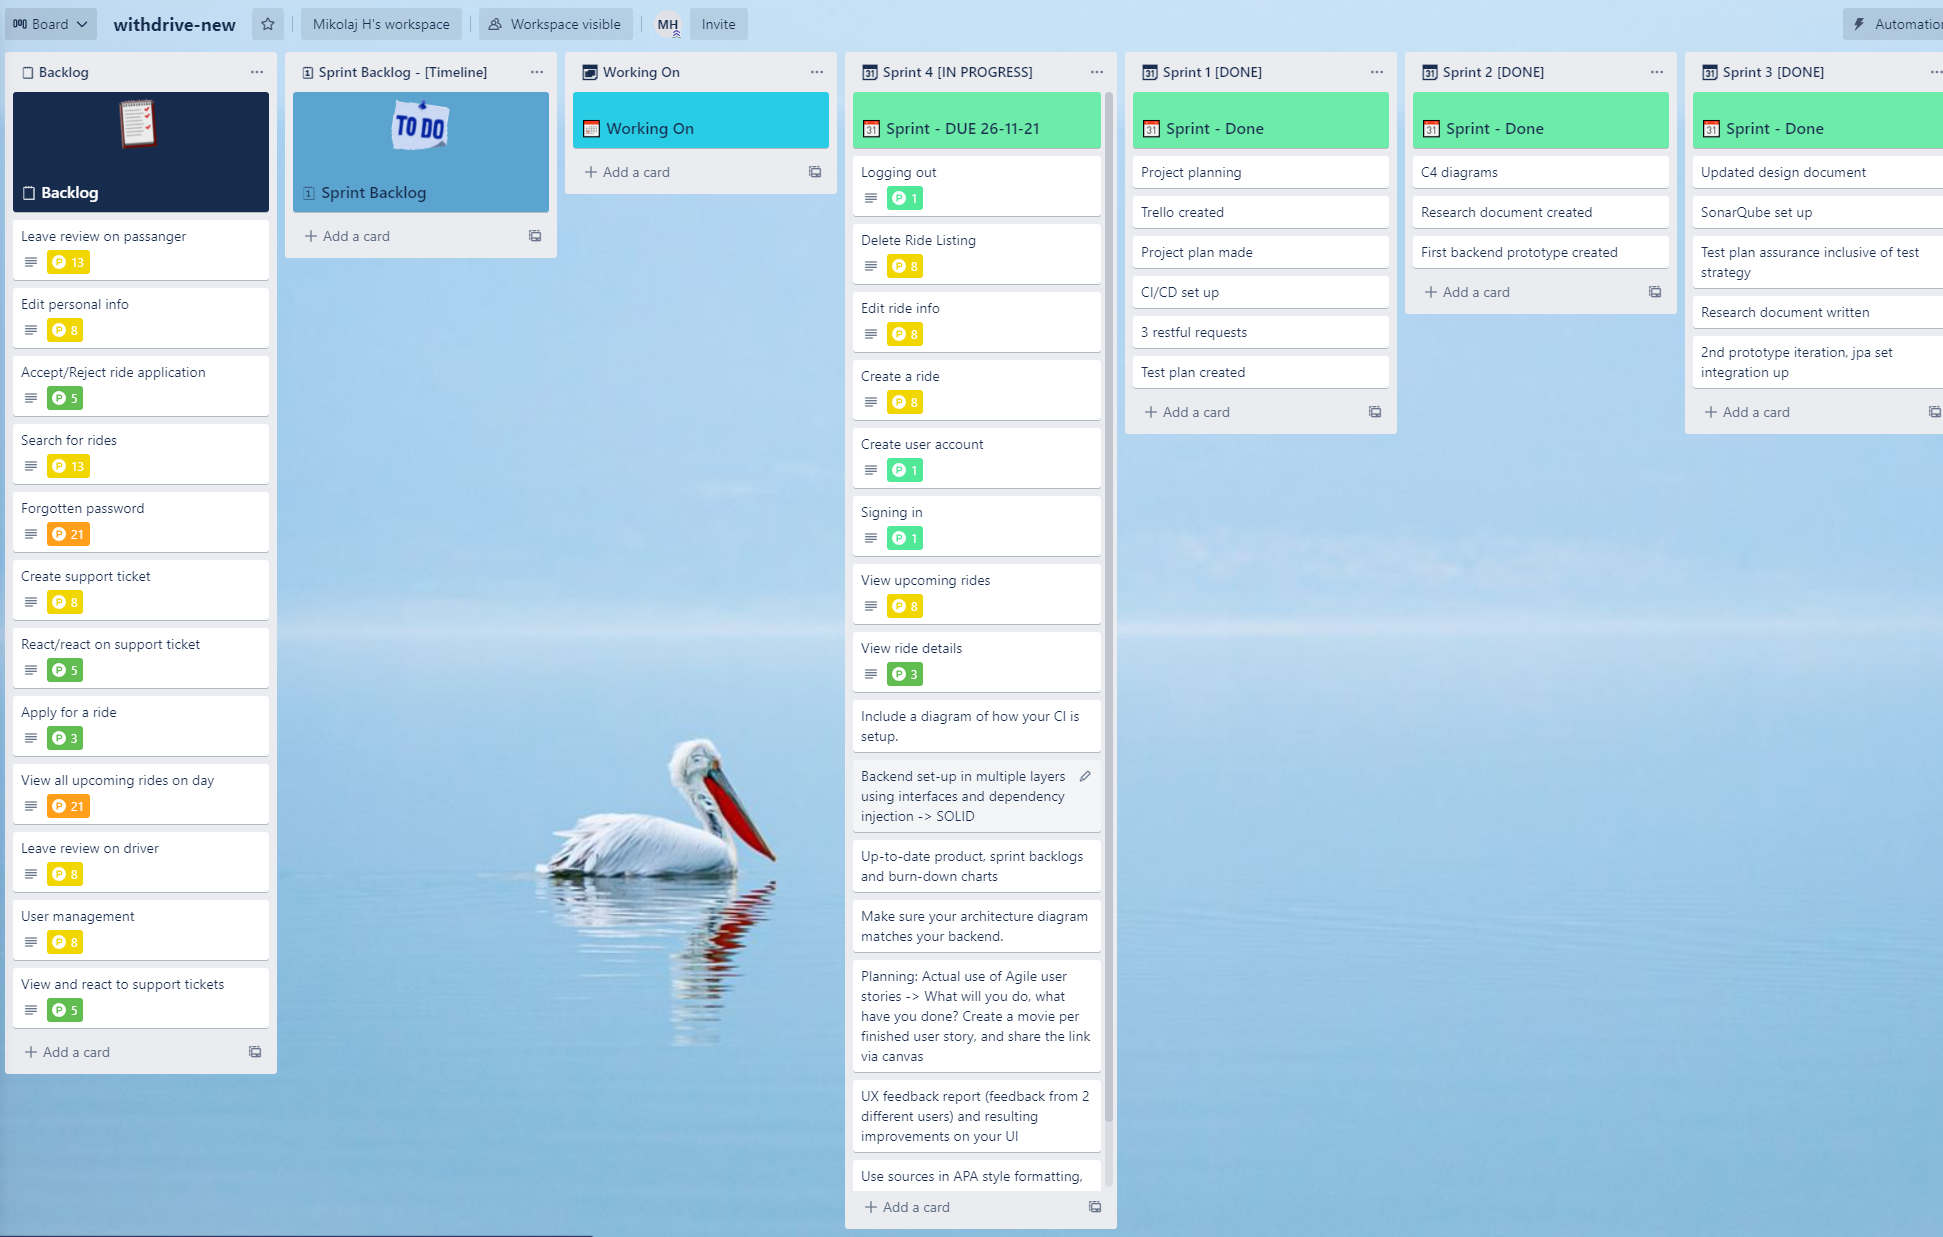 Board
withdrive-new
Mikolaj H's workspace
Workspace visible
MH
Invite
Automation
Backlog
Backlog
Leave review on passanger
P 13
Edit personal info
P 8
Accept/Reject ride application
P 5
Search for rides
P 13
Forgotten password
P 21
Create support ticket
P 8
React/react on support ticket
P 5
Apply for a ride
P 3
View all upcoming rides on day
P 21
Leave review on driver
P 8
User management
P 8
View and react to support tickets
P 5
Add a card
Sprint Backlog - [Timeline]
TO DO
Sprint Backlog
Add a card
Working On
Working On
Add a card
31 Sprint 4 [IN PROGRESS]
31 Sprint - DUE 26-11-21
Logging out
P 1
Delete Ride Listing
P 8
Edit ride info
P 8
Create a ride
P 8
Create user account
P 1
Signing in
P 1
View upcoming rides
P 8
View ride details
P 3
Include a diagram of how your CI is
setup.
Backend set-up in multiple layers
using interfaces and dependency
injection -> SOLID
Up-to-date product, sprint backlogs
and burn-down charts
Make sure your architecture diagram
matches your backend.
Planning: Actual use of Agile user
stories -> What will you do, what
have you done? Create a movie per
finished user story, and share the link
via canvas
UX feedback report (feedback from 2
different users) and resulting
improvements on your UI
Use sources in APA style formatting,
Add a card
31 Sprint 1 [DONE]
31 Sprint - Done
Project planning
Trello created
Project plan made
CI/CD set up
3 restful requests
Test plan created
Add a card
31 Sprint 2 [DONE]
31 Sprint - Done
C4 diagrams
Research document created
First backend prototype created
Add a card
31 Sprint 3 [DONE]
31 Sprint - Done
Updated design document
SonarQube set up
Test plan assurance inclusive of test
strategy
Research document written
2nd prototype iteration, jpa set
integration up
Add a card